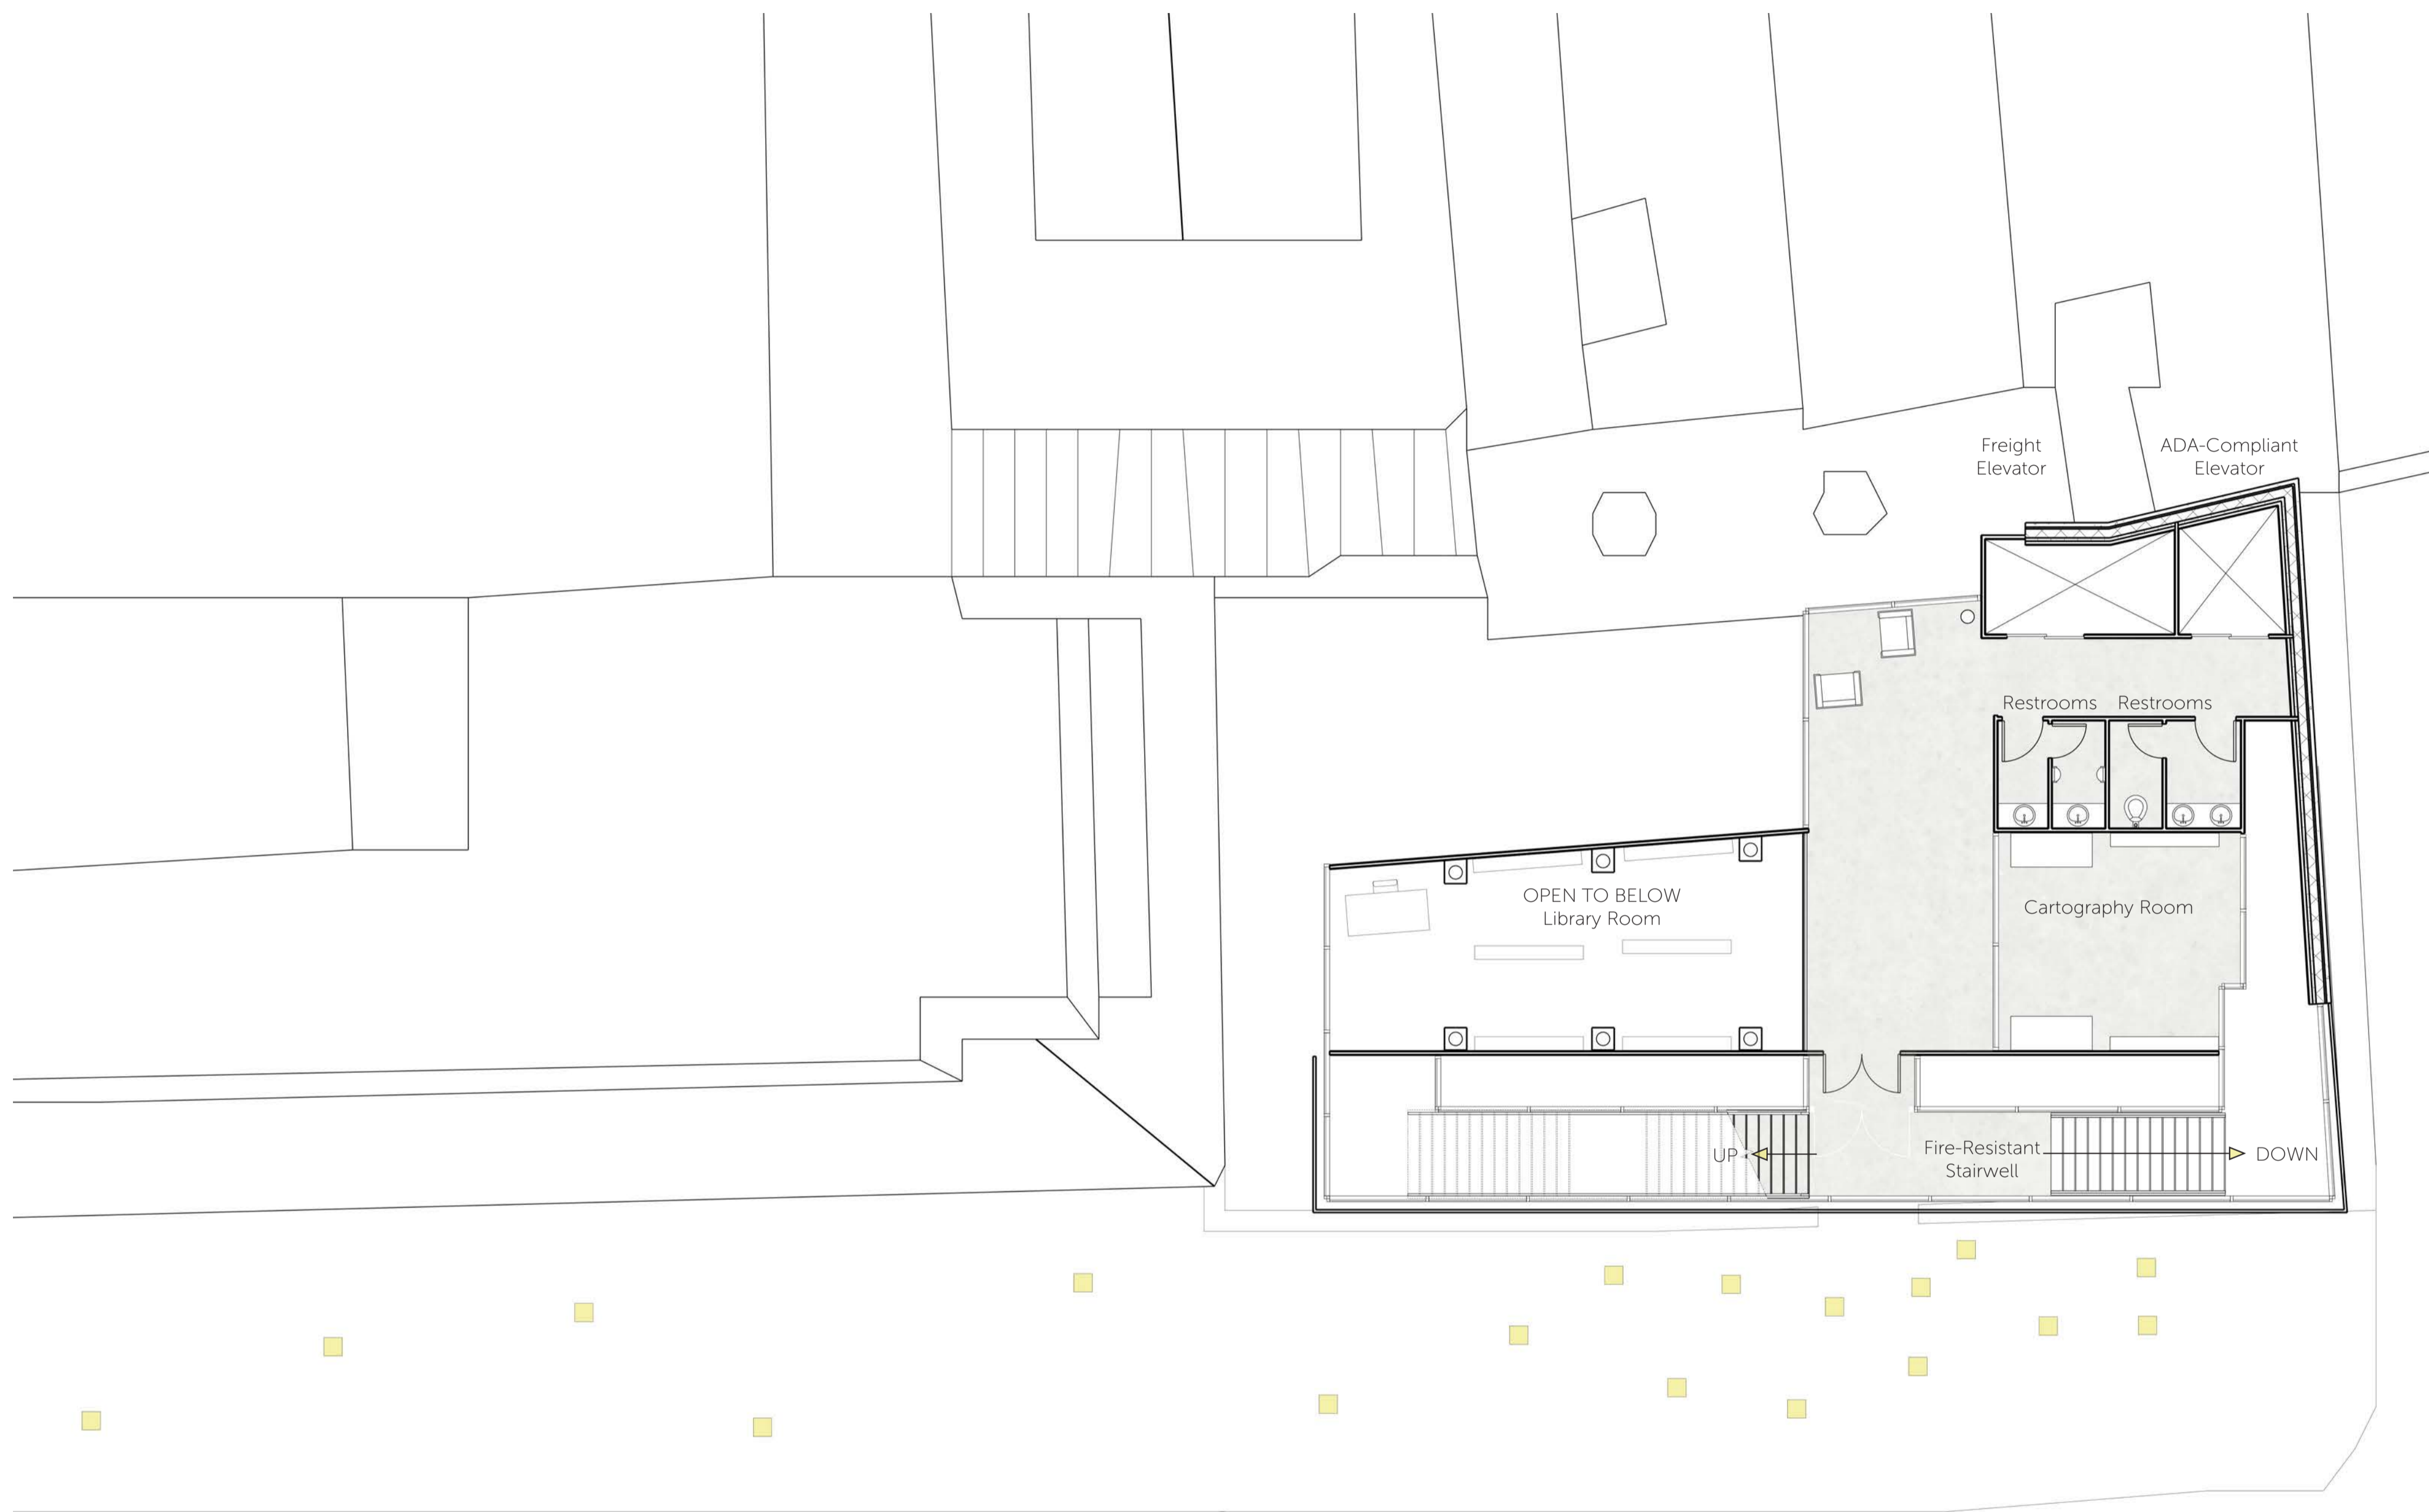 Freight
Elevator
ADA-Compliant
Elevator
Restrooms
Restrooms
OPEN TO BELOW
Library Room
Cartography Room
UP
Fire-Resistant
Stairwell
DOWN